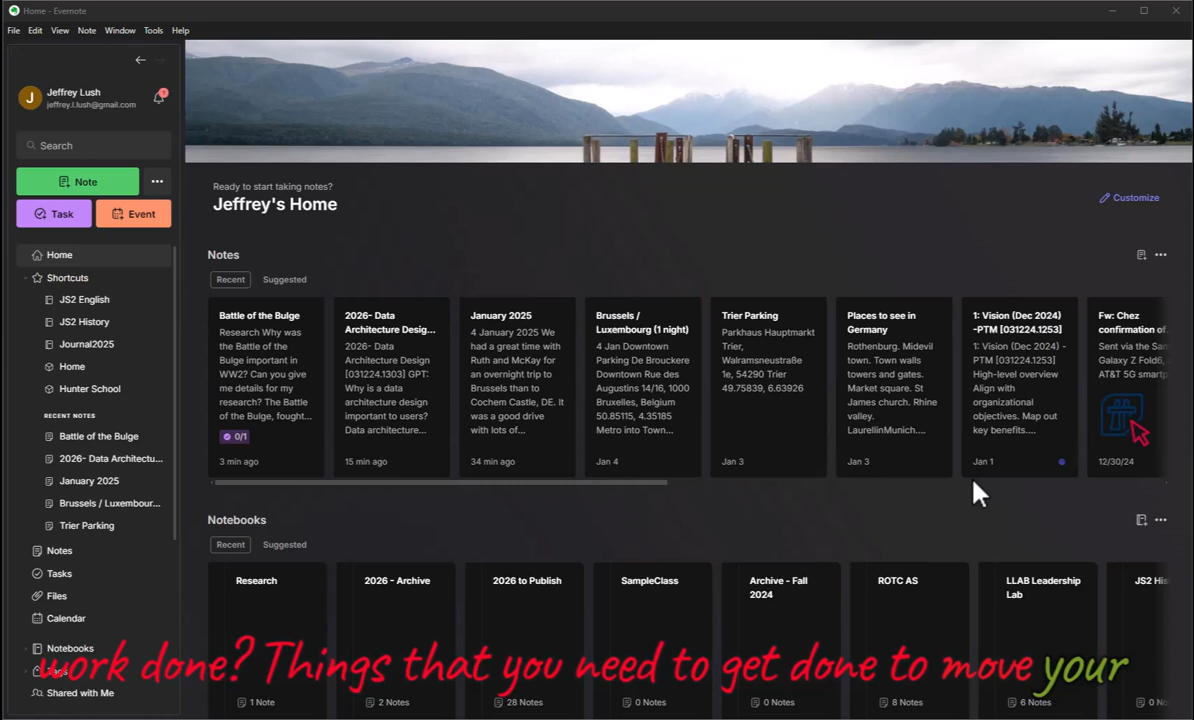 Home - Evernote
File Edit View Note Window Tools Help
J
Jeffrey Lush
jeffrey.l.lush@gmail.com
Search
Note
Task
Event
Home
Shortcuts
JS2 English
JS2 History
Journal2025
Home
Hunter School
RECENT NOTES
Battle of the Bulge
2026- Data Architectu...
January 2025
Brussels / Luxembour...
Trier Parking
Notes
Tasks
Files
Calendar
Notebooks
Tags
Shared with Me
Ready to start taking notes?
Jeffrey's Home
Customize
Notes
Recent Suggested
Battle of the Bulge
Research Why was
the Battle of the
Bulge important in
WW2? Can you give
me details for my
research? The Battle
of the Bulge, fought...
0/1
3 min ago
2026- Data
Architecture Desig...
2026- Data
Architecture Design
[031224.1303] GPT:
Why is a data
architecture design
important to users?
Data architecture...
15 min ago
January 2025
4 January 2025 We
had a great time with
Ruth and McKay for
an overnight trip to
Brussels than to
Cochem Castle, DE. It
was a good drive
with lots of...
34 min ago
Brussels /
Luxembourg (1 night)
4 Jan Downtown
Parking De Brouckere
Downtown Rue des
Augustins 14/16, 1000
Bruxelles, Belgium
50.85115, 4.35185
Metro into Town...
Jan 4
Trier Parking
Parkhaus Hauptmarkt
Trier,
Walramsneustraße
1e, 54290 Trier
49.75839, 6.63926
Jan 3
Places to see in
Germany
Rothenburg. Midevil
town. Town walls
towers and gates.
Market square. St
James church. Rhine
valley.
LaurellinMunich....
Jan 3
1: Vision (Dec 2024)
-PTM [031224.1253]
1: Vision (Dec 2024) -
PTM [031224.1253]
High-level overview
Align with
organizational
objectives. Map out
key benefits....
Jan 1
Fw: Chez
confirmation of
Sent via the Sam
Galaxy Z Fold6,
AT&T 5G smartp
12/30/24
Notebooks
Recent Suggested
Research
1 Note
2026 - Archive
2 Notes
2026 to Publish
28 Notes
SampleClass
0 Notes
Archive - Fall
2024
0 Notes
ROTC AS
8 Notes
LLAB Leadership
Lab
6 Notes
JS2 His
0 No
work done? Things that you need to get done to move your